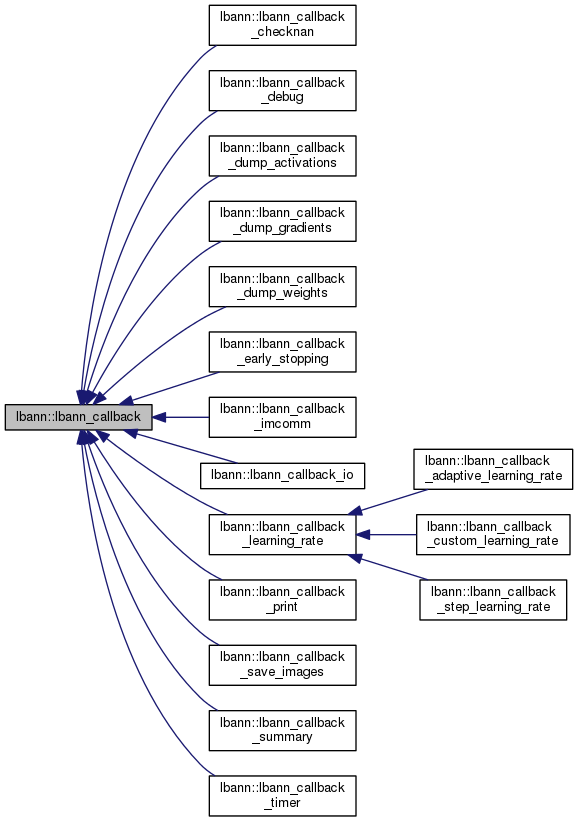 lbann::lbann_callback
_checknan
lbann::lbann_callback
_debug
lbann::lbann_callback
_dump_activations
lbann::lbann_callback
_dump_gradients
lbann::lbann_callback
_dump_weights
lbann::lbann_callback
_early_stopping
lbann::lbann_callback
lbann::lbann_callback
_imcomm
lbann::lbann_callback_io
lbann::lbann_callback
_learning_rate
lbann::lbann_callback
_adaptive_learning_rate
lbann::lbann_callback
_custom_learning_rate
lbann::lbann_callback
_step_learning_rate
lbann::lbann_callback
_print
lbann::lbann_callback
_save_images
lbann::lbann_callback
_summary
lbann::lbann_callback
_timer